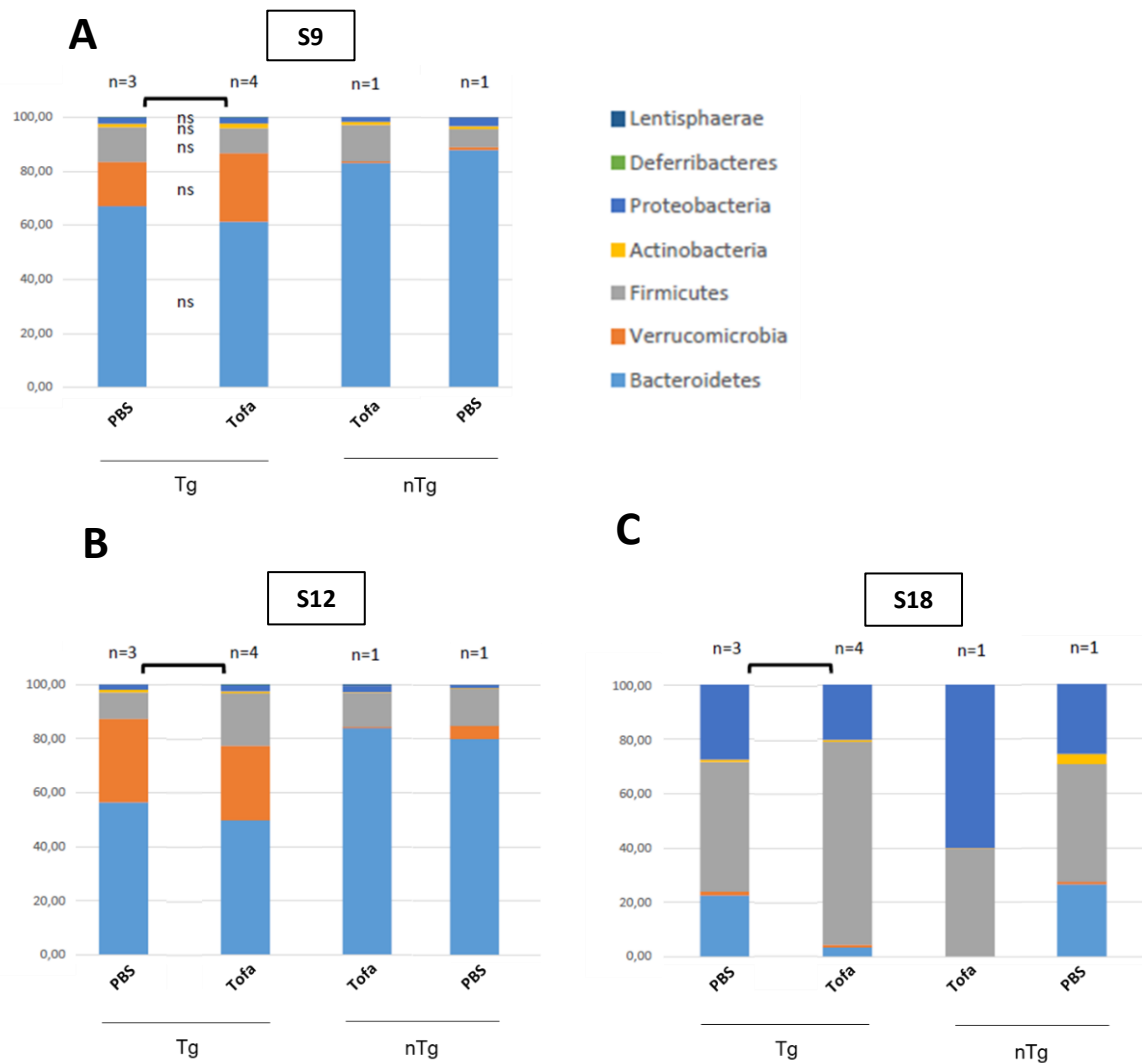 A
S9
n=3 n=4 n=1 n=1
100,00
80,00
60,00
40,00
20,00
0,00
ns
ns
ns
ns
ns
PBS Tofa Tofa PBS
Tg nTg
Lentisphaerae
Deferribacteres
Proteobacteria
Actinobacteria
Firmicutes
Verrucomicrobia
Bacteroidetes
B
S12
n=3 n=4 n=1 n=1
100,00
80,00
60,00
40,00
20,00
0,00
PBS Tofa Tofa PBS
Tg nTg
C
S18
n=3 n=4 n=1 n=1
100,00
80,00
60,00
40,00
20,00
0,00
PBS Tofa Tofa PBS
Tg nTg